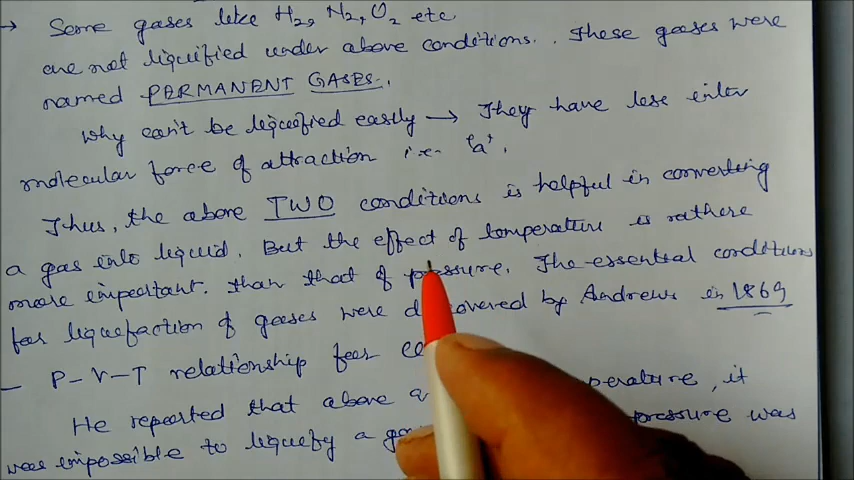 → Some gases like H2, N2, O2 etc
are not liquified under above conditions. These gases were
named PERMANENT GASES.
Why can't be liquefied easily → They have less inter
molecular force of attraction i.e. 'a'.
Thus, the above TWO conditions is helpful in converting
a gas into liquid. But the effect of temperature is rathere
more important. than that of pressure. The essential conditions
for liquefaction of gases were discovered by Andrews in 1869
- P-V-T relationship for
He reported that above a perature, it
was impossible to liquefy a pressure was